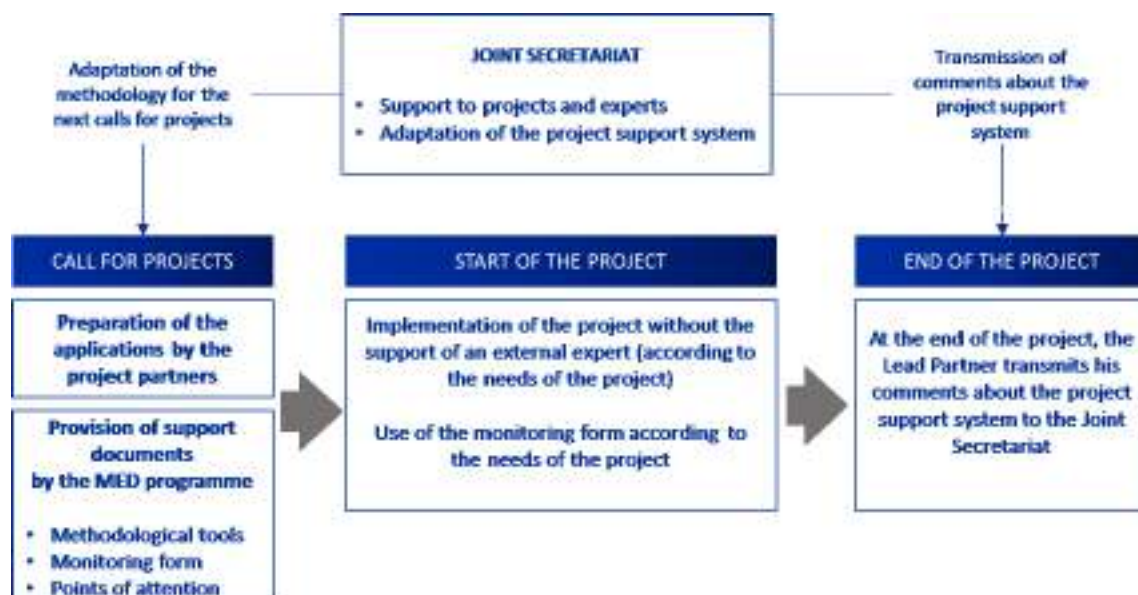 JOINT SECRETARIAT
• Support to projects and experts
• Adaptation of the project support system
Adaptation of the
methodology for the
next calls for projects
Transmission of
comments about the
project support
system
CALL FOR PROJECTS
Preparation of the
applications by the
project partners
Provision of support
documents
by the MED programme
• Methodological tools
• Monitoring form
• Points of attention
START OF THE PROJECT
Implementation of the project without the
support of an external expert (according to
the needs of the project)
Use of the monitoring form according to
the needs of the project
END OF THE PROJECT
At the end of the project, the
Lead Partner transmits his
comments about the project
support system to the Joint
Secretariat